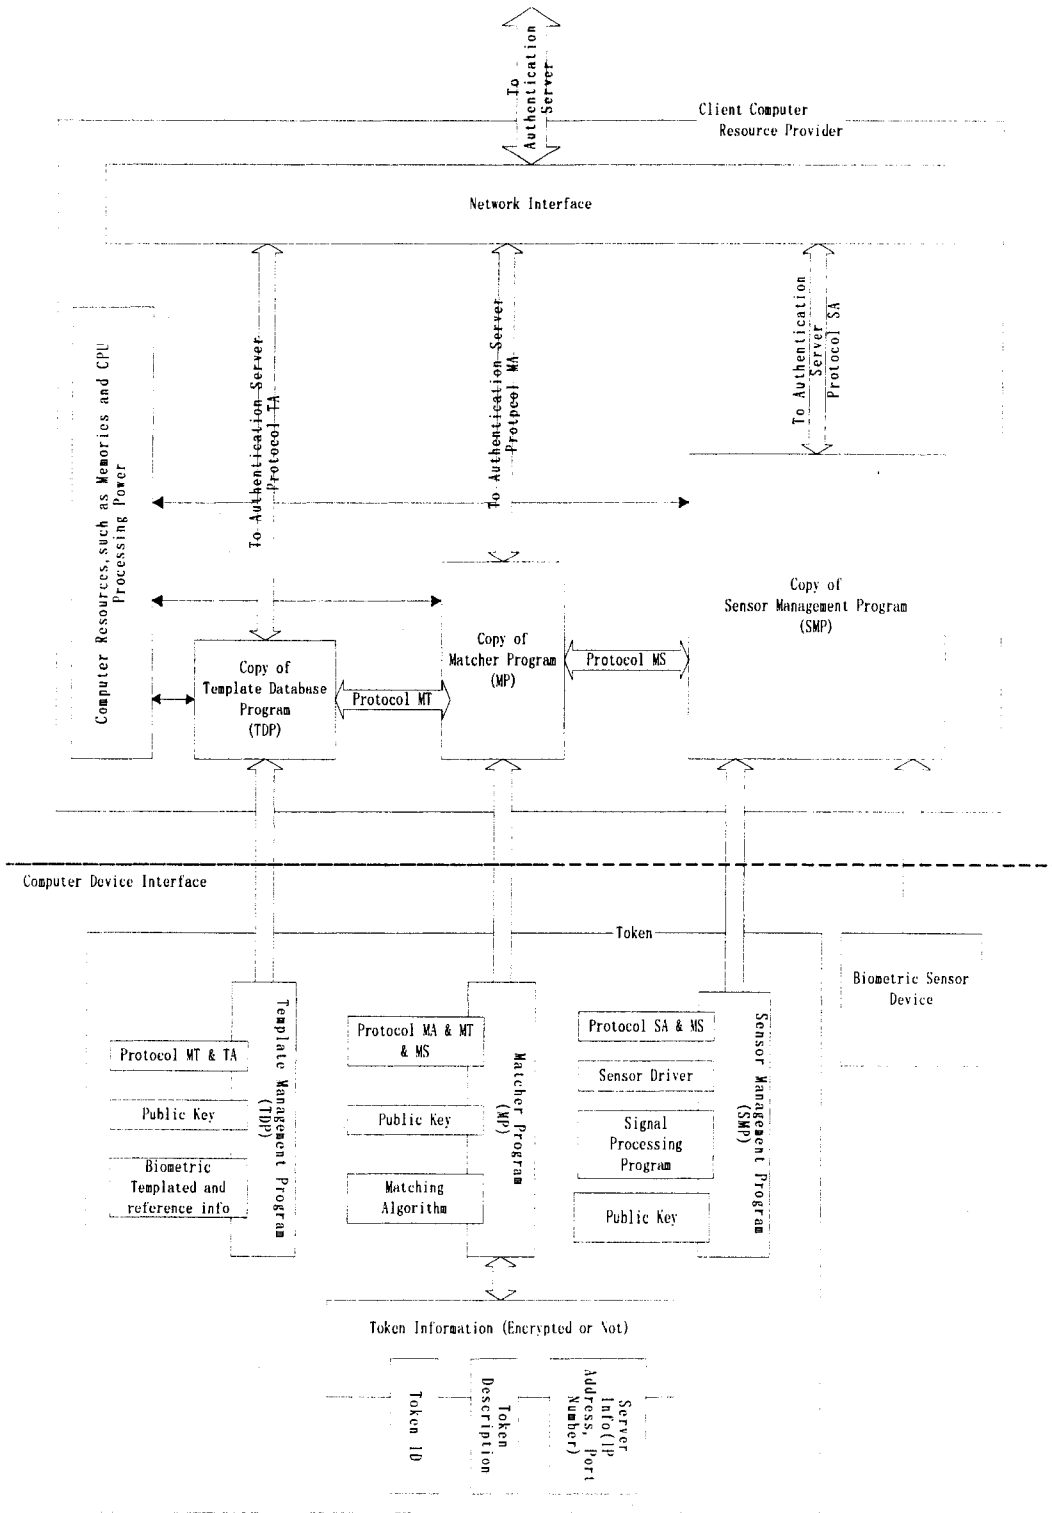 To
Authentication
Server
Client Computer
Resource Provider
Network Interface
Computer Resources, such as Memories and CPU
Processing Power
To Authentication Server
Protocol TA
To Authentication Server
Protpcol MA
To Authentication
Server
Protocol SA
Copy of
Template Database
Program
(TDP)
Protocol MT
Copy of
Matcher Program
(MP)
Protocol MS
Copy of
Sensor Management Program
(SMP)
Computer Device Interface
Token
Biometric Sensor
Device
Template Management Program
(TDP)
Protocol MT & TA
Public Key
Biometric
Templated and
reference info
Matcher Program
(MP)
Protocol MA & MT
& MS
Public Key
Matching
Algorithm
Sensor Management Program
(SMP)
Protocol SA & MS
Sensor Driver
Signal
Processing
Program
Public Key
Token Information (Encrypted or Not)
Token ID
Token
Description
Server
Info(IP
Address, Port
Number)